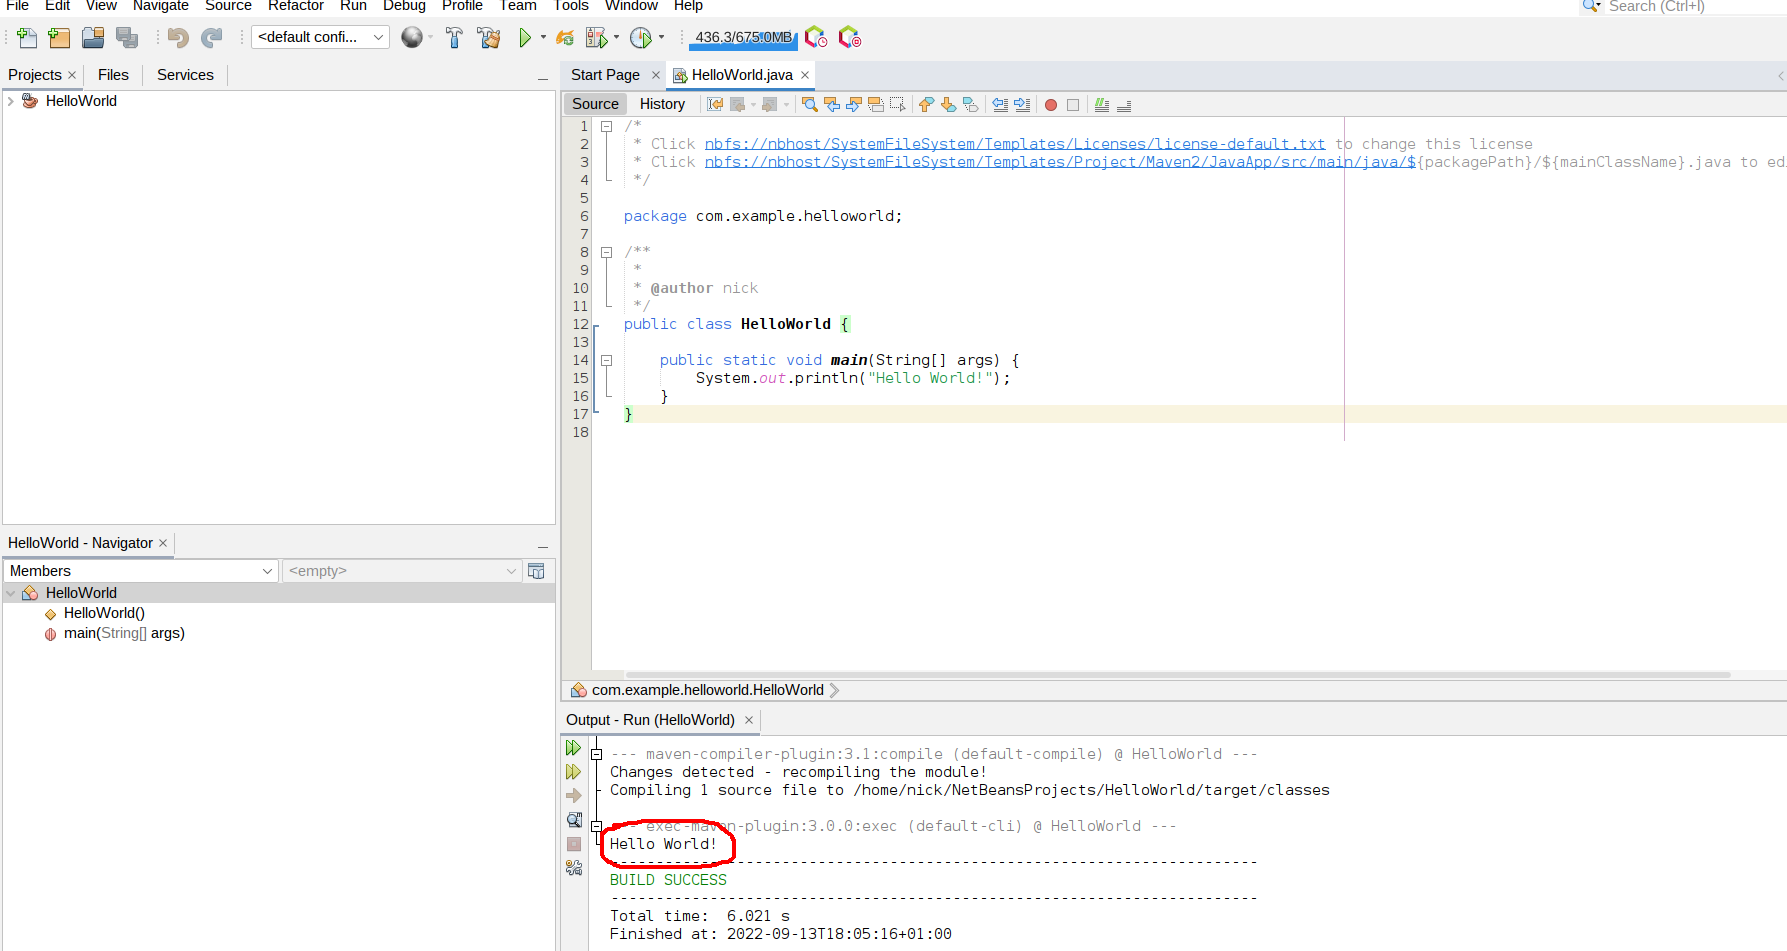 File Edit View Navigate Source Refactor Run Debug Profile Team Tools Window Help
Search (Ctrl+I)
<default confi...
436.3/675.0MB
Projects Files Services
HelloWorld
Start Page HelloWorld.java
Source History
1 /*
2 * Click nbfs://nbhost/SystemFileSystem/Templates/Licenses/license-default.txt to change this license
3 * Click nbfs://nbhost/SystemFileSystem/Templates/Project/Maven2/JavaApp/src/main/java/${packagePath}/${mainClassName}.java to ed
4 */
5
6 package com.example.helloworld;
7
8 /**
9 *
10 * @author nick
11 */
12 public class HelloWorld {
13
14 public static void main(String[] args) {
15 System.out.println("Hello World!");
16 }
17 }
18
HelloWorld - Navigator
Members <empty>
HelloWorld
HelloWorld()
main(String[] args)
com.example.helloworld.HelloWorld
Output - Run (HelloWorld)
--- maven-compiler-plugin:3.1:compile (default-compile) @ HelloWorld ---
Changes detected - recompiling the module!
Compiling 1 source file to /home/nick/NetBeansProjects/HelloWorld/target/classes
--- exec-maven-plugin:3.0.0:exec (default-cli) @ HelloWorld ---
Hello World!
------------------------------------------------------------------------
BUILD SUCCESS
------------------------------------------------------------------------
Total time: 6.021 s
Finished at: 2022-09-13T18:05:16+01:00